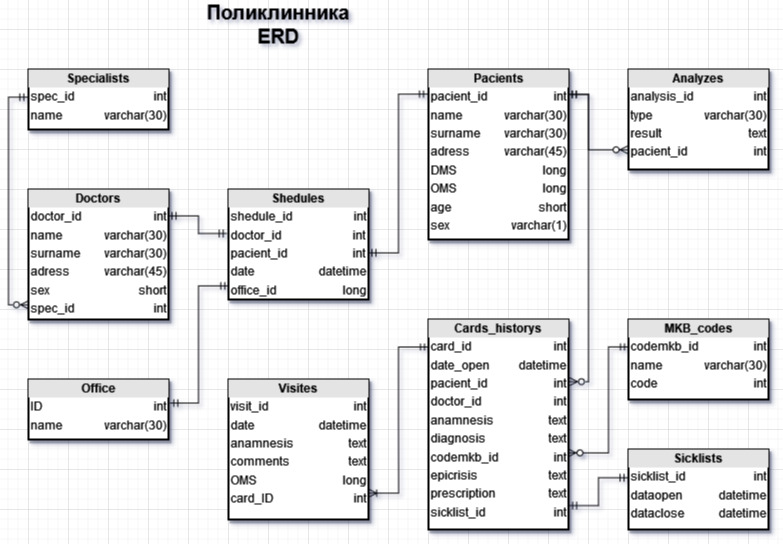 Поликлинника
ERD
Specialists
spec_id int
name varchar(30)
Doctors
doctor_id int
name varchar(30)
surname varchar(30)
adress varchar(45)
sex short
spec_id int
Office
ID int
name varchar(30)
Shedules
shedule_id int
doctor_id int
pacient_id int
date datetime
office_id long
Visites
visit_id int
date datetime
anamnesis text
comments text
OMS long
card_ID int
Pacients
pacient_id int
name varchar(30)
surname varchar(30)
adress varchar(45)
DMS long
OMS long
age short
sex varchar(1)
Cards_historys
card_id int
date_open datetime
pacient_id int
doctor_id int
anamnesis text
diagnosis text
codemkb_id int
epicrisis text
prescription text
sicklist_id int
Analyzes
analysis_id int
type varchar(30)
result text
pacient_id int
MKB_codes
codemkb_id int
name varchar(30)
code int
Sicklists
sicklist_id int
dataopen datetime
dataclose datetime